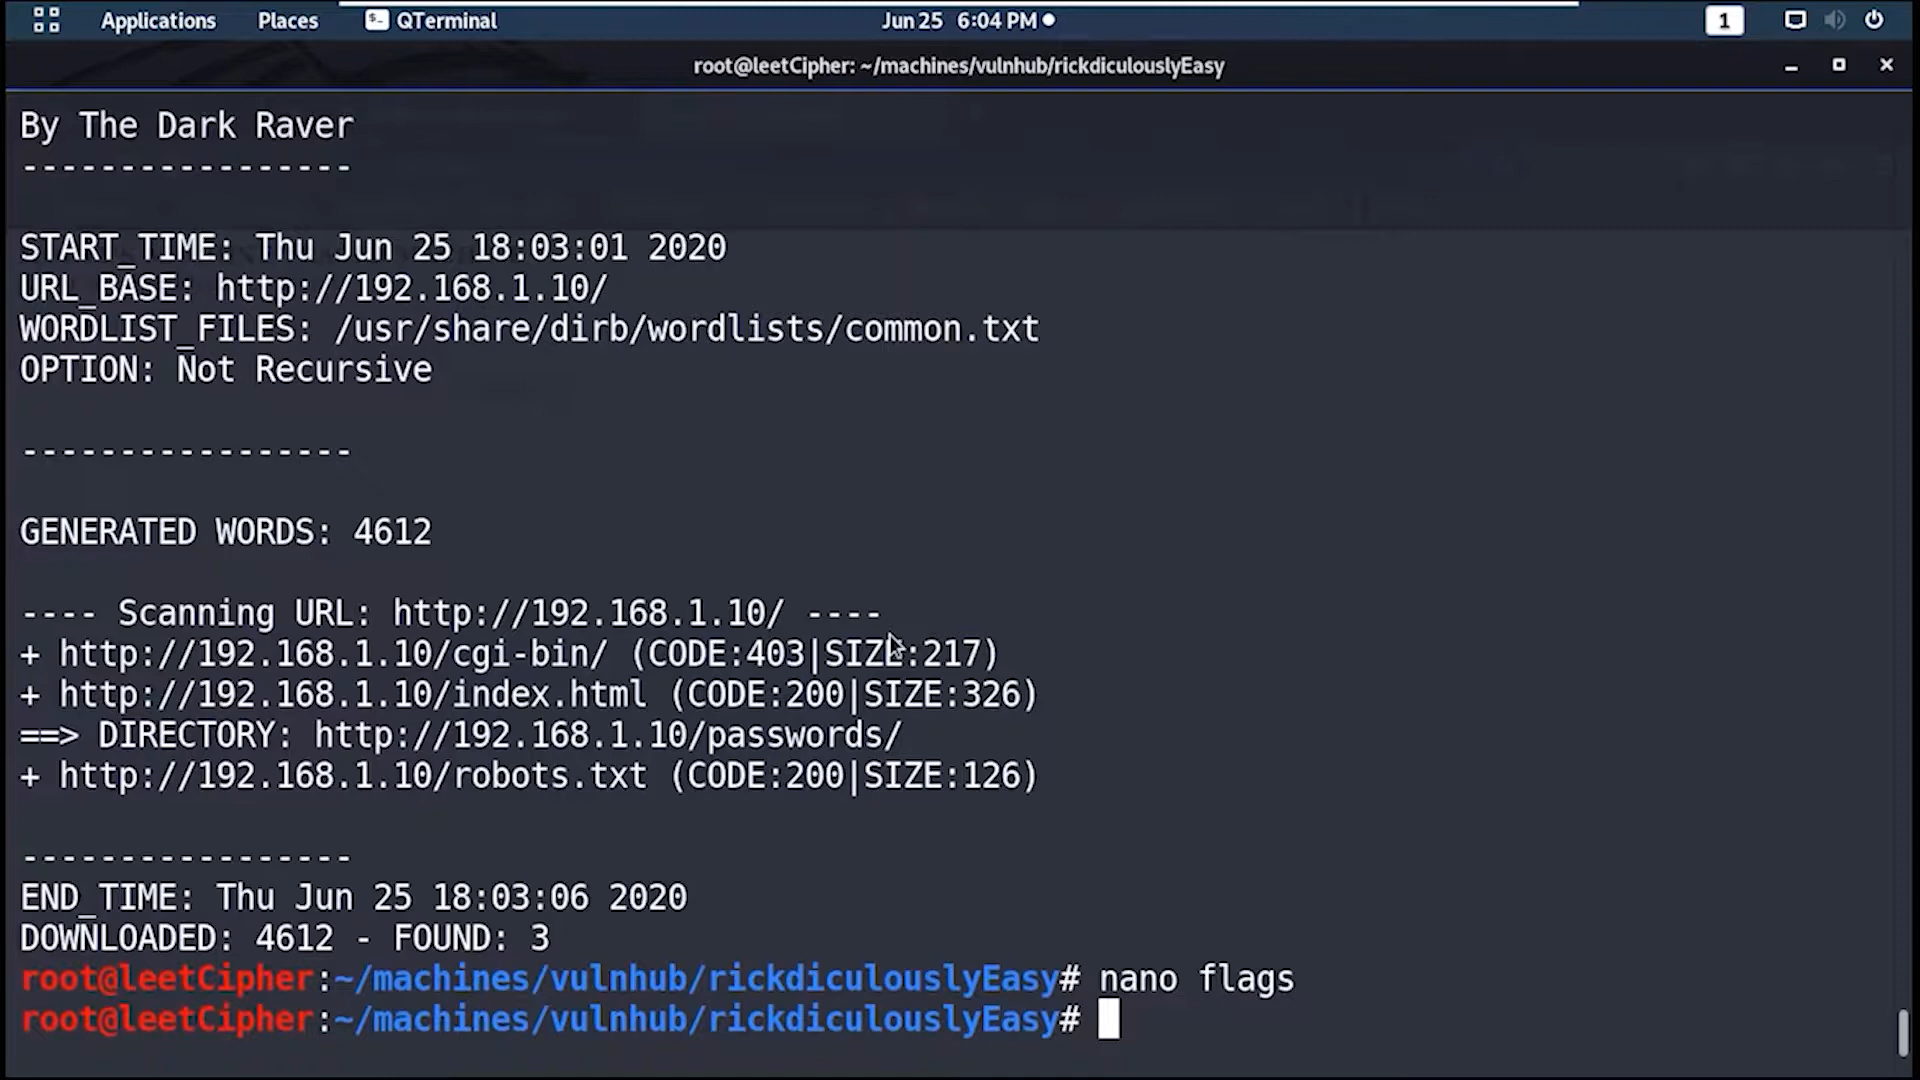 Applications Places QTerminal Jun 25 6:04 PM 1
root@leetCipher: ~/machines/vulnhub/rickdiculouslyEasy
By The Dark Raver
-----------------
START_TIME: Thu Jun 25 18:03:01 2020
URL_BASE: http://192.168.1.10/
WORDLIST_FILES: /usr/share/dirb/wordlists/common.txt
OPTION: Not Recursive
-----------------
GENERATED WORDS: 4612
---- Scanning URL: http://192.168.1.10/ ----
+ http://192.168.1.10/cgi-bin/ (CODE:403|SIZE:217)
+ http://192.168.1.10/index.html (CODE:200|SIZE:326)
==> DIRECTORY: http://192.168.1.10/passwords/
+ http://192.168.1.10/robots.txt (CODE:200|SIZE:126)
-----------------
END_TIME: Thu Jun 25 18:03:06 2020
DOWNLOADED: 4612 - FOUND: 3
root@leetCipher:~/machines/vulnhub/rickdiculouslyEasy# nano flags
root@leetCipher:~/machines/vulnhub/rickdiculouslyEasy#